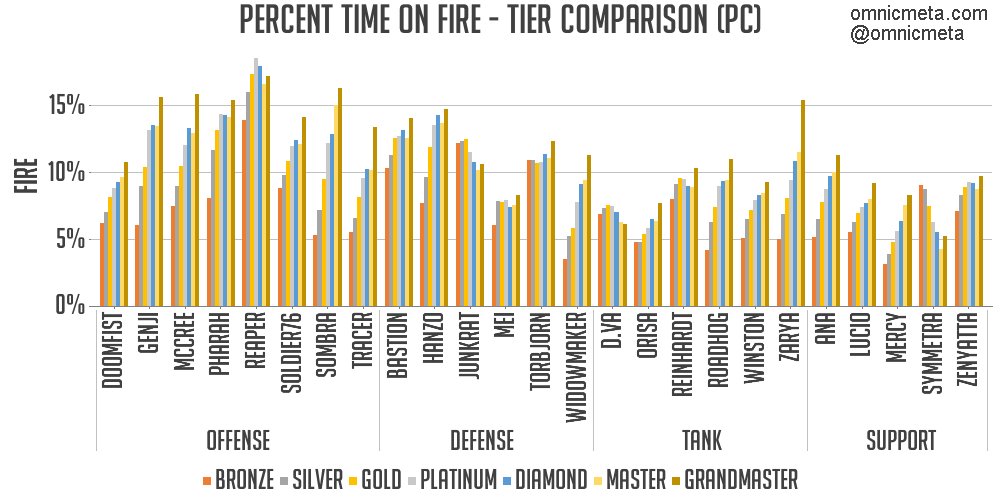 PERCENT TIME ON FIRE - TIER COMPARISON (PC)
omnicmeta.com
@omnicmeta
FIRE
15%
10%
5%
0%
DOOMFIST
GENJI
MCCREE
PHARAH
REAPER
SOLDIER76
SOMBRA
TRACER
BASTION
HANZO
JUNKRAT
MEI
TORBJORN
WIDOWMAKER
D.VA
ORISA
REINHARDT
ROADHOG
WINSTON
ZARYA
ANA
LUCIO
MERCY
SYMMETRA
ZENYATTA
OFFENSE
DEFENSE
TANK
SUPPORT
BRONZE SILVER GOLD PLATINUM DIAMOND MASTER GRANDMASTER